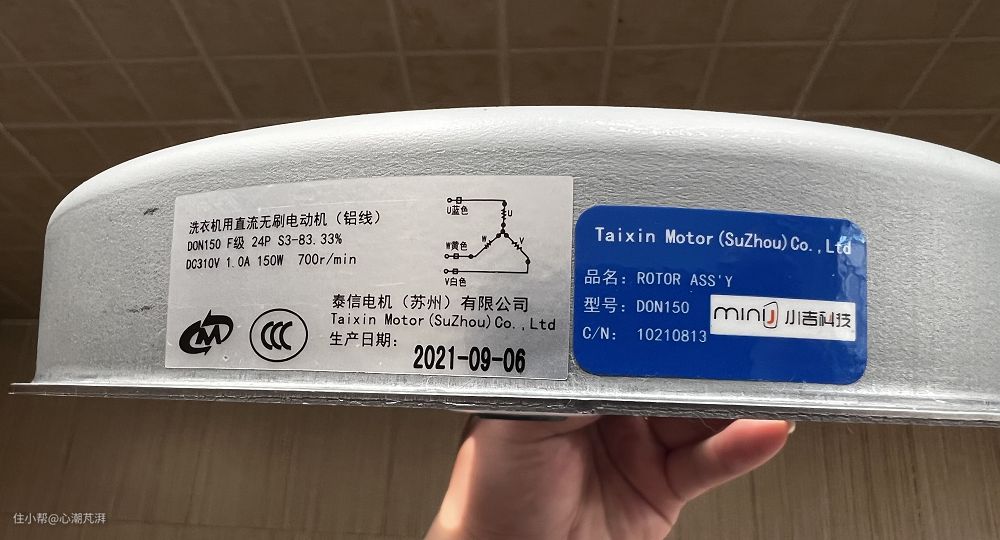 洗衣机用直流无刷电动机（铝线）
DON150 F级 24P S3-83.33%
DC310V 1.0A 150W 700r/min
U蓝色
U
W黄色
W
V
V白色
泰信电机（苏州）有限公司
Taixin Motor(SuZhou)Co.,Ltd
生产日期：
2021-09-06
CCC
Taixin Motor(SuZhou)Co.,Ltd
品名：ROTOR ASS'Y
型号：DON150
miniJ 小吉科技
C/N： 10210813
住小帮@心潮芃湃